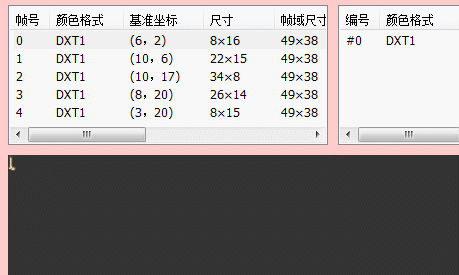 帧号 颜色格式 基准坐标 尺寸 帧域尺寸
0 DXT1 (6, 2) 8×16 49×38
1 DXT1 (10, 6) 22×15 49×38
2 DXT1 (10, 17) 34×8 49×38
3 DXT1 (8, 20) 26×14 49×38
4 DXT1 (3, 20) 8×15 49×38
编号 颜色格式
#0 DXT1